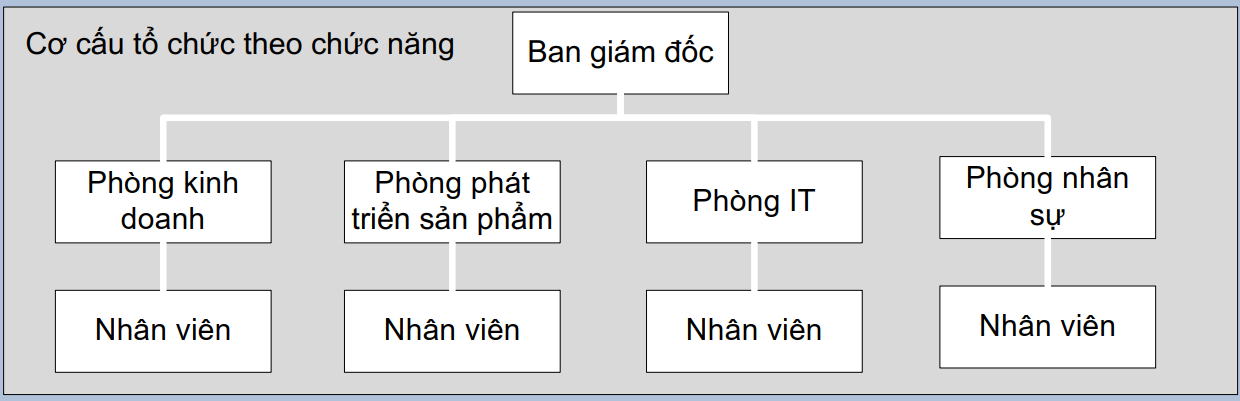 Cơ cấu tổ chức theo chức năng
Ban giám đốc
Phòng kinh
doanh
Phòng phát
triển sản phẩm
Phòng IT
Phòng nhân
sự
Nhân viên
Nhân viên
Nhân viên
Nhân viên